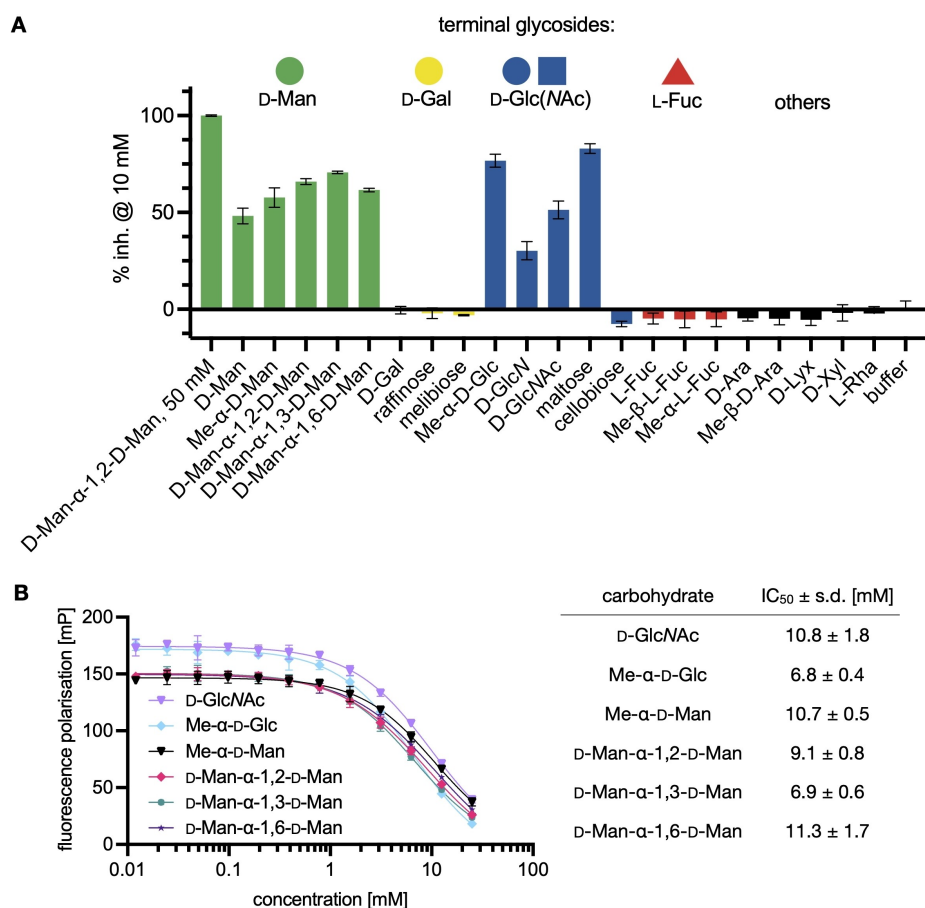 A
terminal glycosides:
D-Man
D-Gal
D-Glc(NAc)
L-Fuc
others
% inh. @ 10 mM
100
50
0
D-Man-α-1,2-D-Man, 50 mM
D-Man
Me-α-D-Man
D-Man-α-1,2-D-Man
D-Man-α-1,3-D-Man
D-Man-α-1,6-D-Man
D-Gal
raffinose
melibiose
Me-α-D-Glc
D-GlcN
D-GlcNAc
maltose
cellobiose
L-Fuc
Me-β-L-Fuc
Me-α-L-Fuc
D-Ara
Me-β-D-Ara
D-Lyx
D-Xyl
L-Rha
buffer
B
fluorescence polarisation [mP]
200
150
100
50
0
D-GlcNAc
Me-α-D-Glc
Me-α-D-Man
D-Man-α-1,2-D-Man
D-Man-α-1,3-D-Man
D-Man-α-1,6-D-Man
0.01
0.1
1
10
100
concentration [mM]
carbohydrate IC₅₀ ± s.d. [mM]
D-GlcNAc 10.8 ± 1.8
Me-α-D-Glc 6.8 ± 0.4
Me-α-D-Man 10.7 ± 0.5
D-Man-α-1,2-D-Man 9.1 ± 0.8
D-Man-α-1,3-D-Man 6.9 ± 0.6
D-Man-α-1,6-D-Man 11.3 ± 1.7